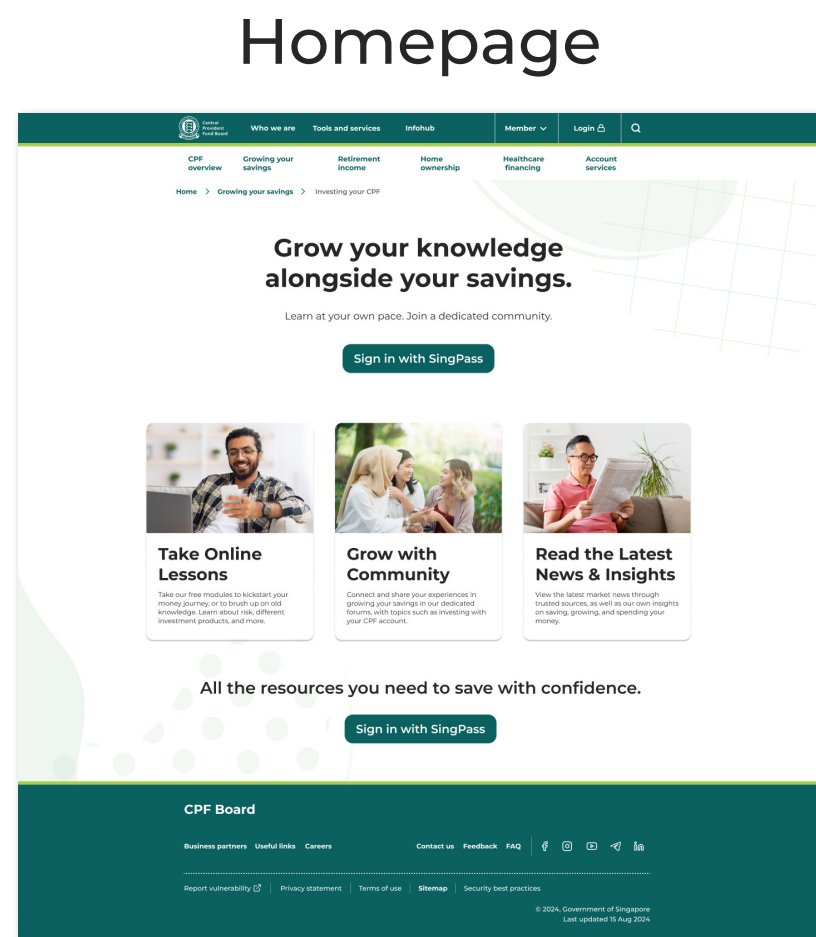 Homepage
Central
Provident
Fund Board
Who we are
Tools and services
Infohub
Member
Login
CPF
overview
Growing your
savings
Retirement
income
Home
ownership
Healthcare
financing
Account
services
Home > Growing your savings > Investing your CPF
Grow your knowledge
alongside your savings.
Learn at your own pace. Join a dedicated community.
Sign in with SingPass
Take Online
Lessons
Take our free modules to kickstart your
money journey, or to brush up on old
knowledge. Learn about risk, different
investment products, and more.
Grow with
Community
Connect and share your experiences in
growing your savings in our dedicated
forums, with topics such as investing with
your CPF account.
Read the Latest
News & Insights
View the latest market news through
trusted sources, as well as our own insights
on saving, growing, and spending your
money.
All the resources you need to save with confidence.
Sign in with SingPass
CPF Board
Business partners Useful links Careers
Contact us Feedback FAQ
Report vulnerability | Privacy statement | Terms of use | Sitemap | Security best practices
© 2024, Government of Singapore
Last updated 15 Aug 2024